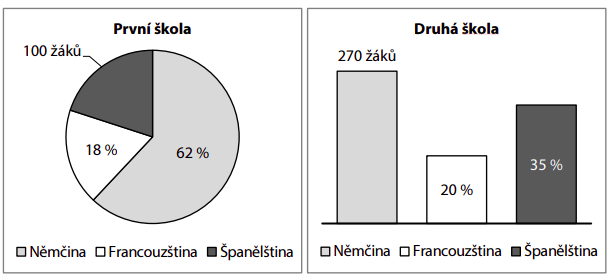 První škola
100 žáků
18 %
62 %
Němčina Francouzština Španělština
Druhá škola
270 žáků
20 %
35 %
Němčina Francouzština Španělština